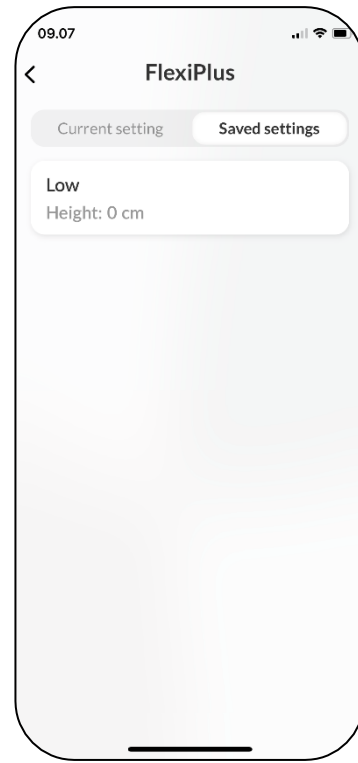 09.07
FlexiPlus
Current setting
Saved settings
Low
Height: 0 cm